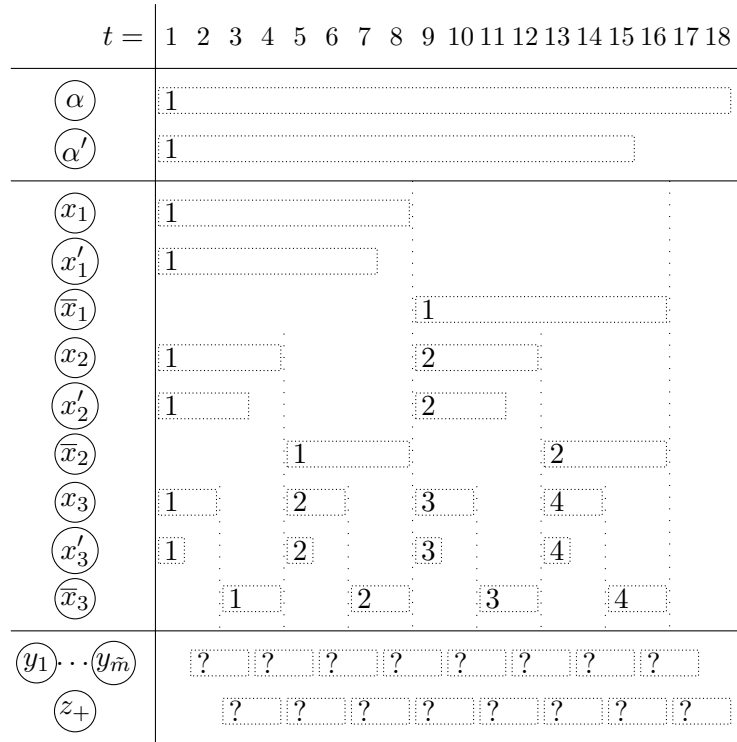 t = 1 2 3 4 5 6 7 8 9 10 11 12 13 14 15 16 17 18
α 1
α′ 1
x₁ 1
x′₁ 1
x̅₁ 1
x₂ 1 2
x′₂ 1 2
x̅₂ 1 2
x₃ 1 2 3 4
x′₃ 1 2 3 4
x̅₃ 1 2 3 4
y₁ ⋯ y_m̃ ? ? ? ? ? ? ? ?
z₊ ? ? ? ? ? ? ? ?